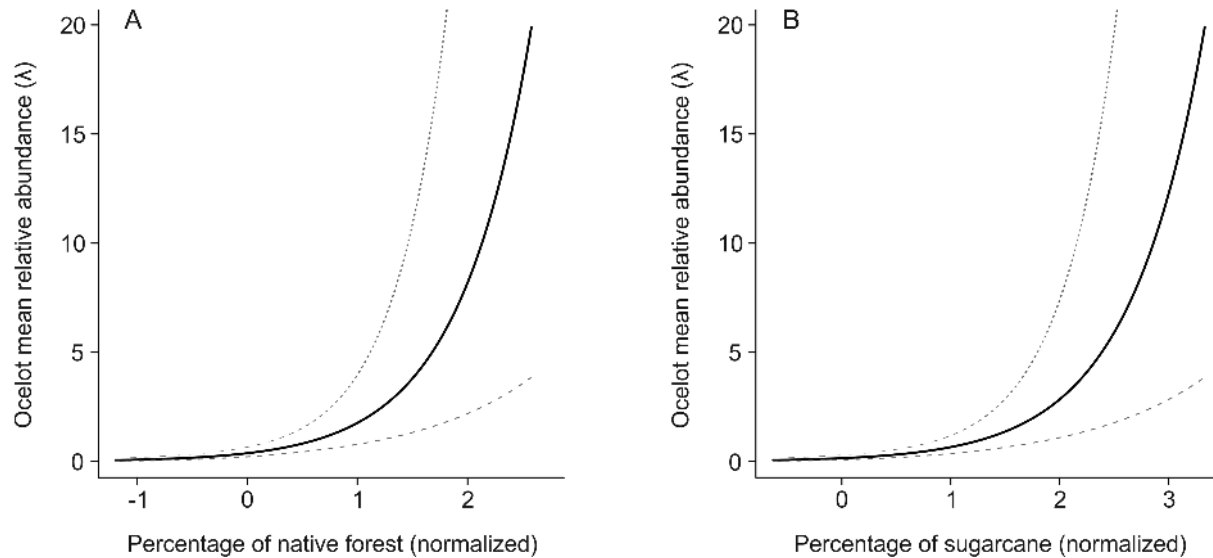 A
Ocelot mean relative abundance (λ)
20
15
10
5
0
-1 0 1 2
Percentage of native forest (normalized)
B
Ocelot mean relative abundance (λ)
20
15
10
5
0
0 1 2 3
Percentage of sugarcane (normalized)